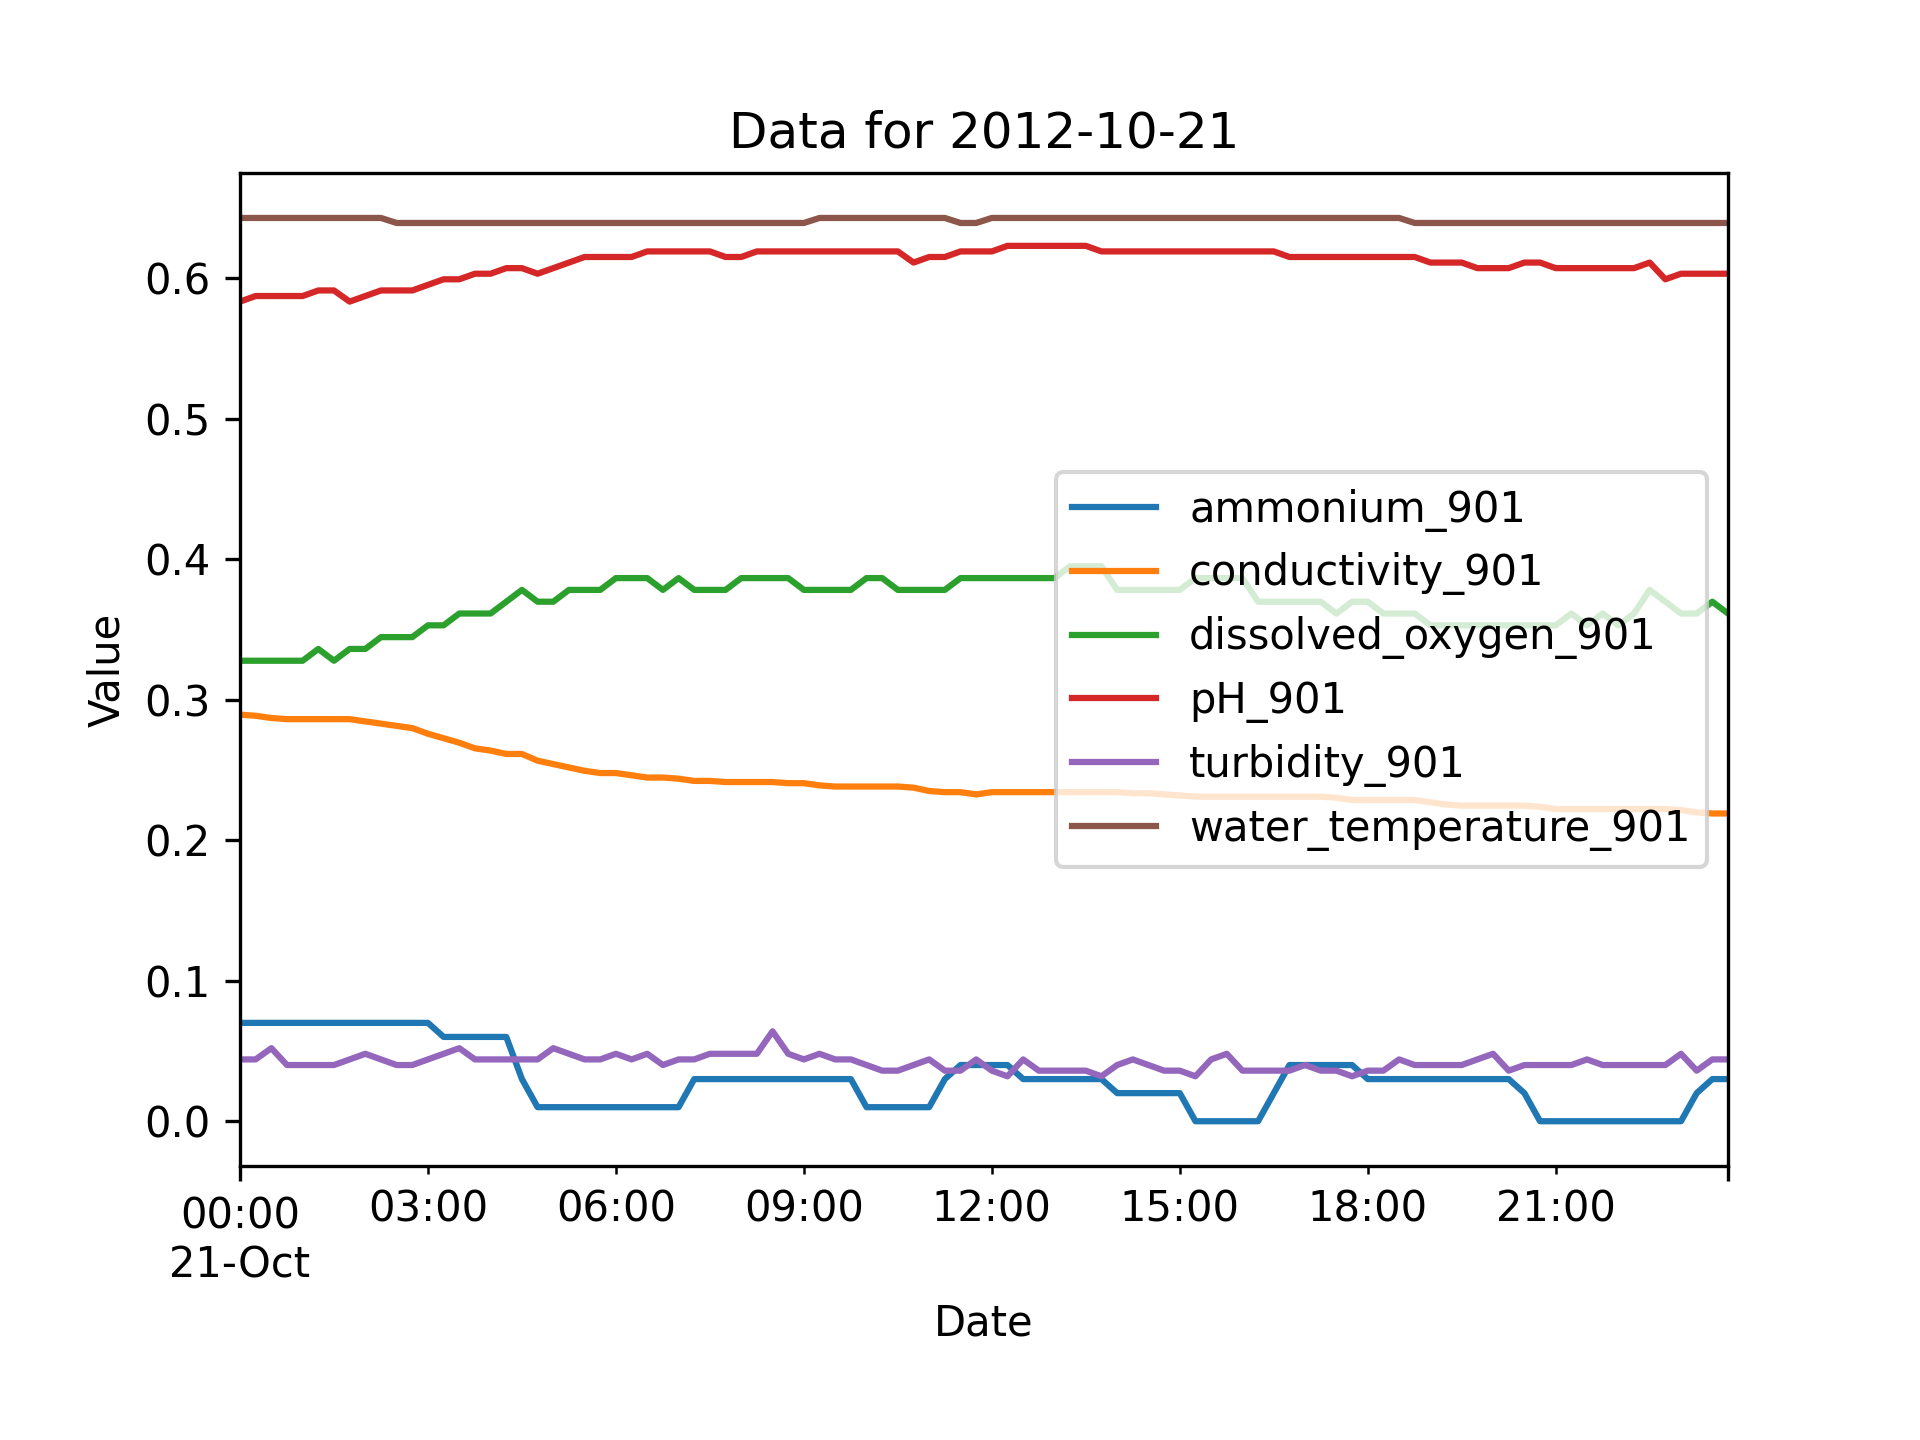 Data for 2012-10-21
Value
0.6
0.5
0.4
0.3
0.2
0.1
0.0
ammonium_901
conductivity_901
dissolved_oxygen_901
pH_901
turbidity_901
water_temperature_901
00:00 03:00 06:00 09:00 12:00 15:00 18:00 21:00
21-Oct
Date